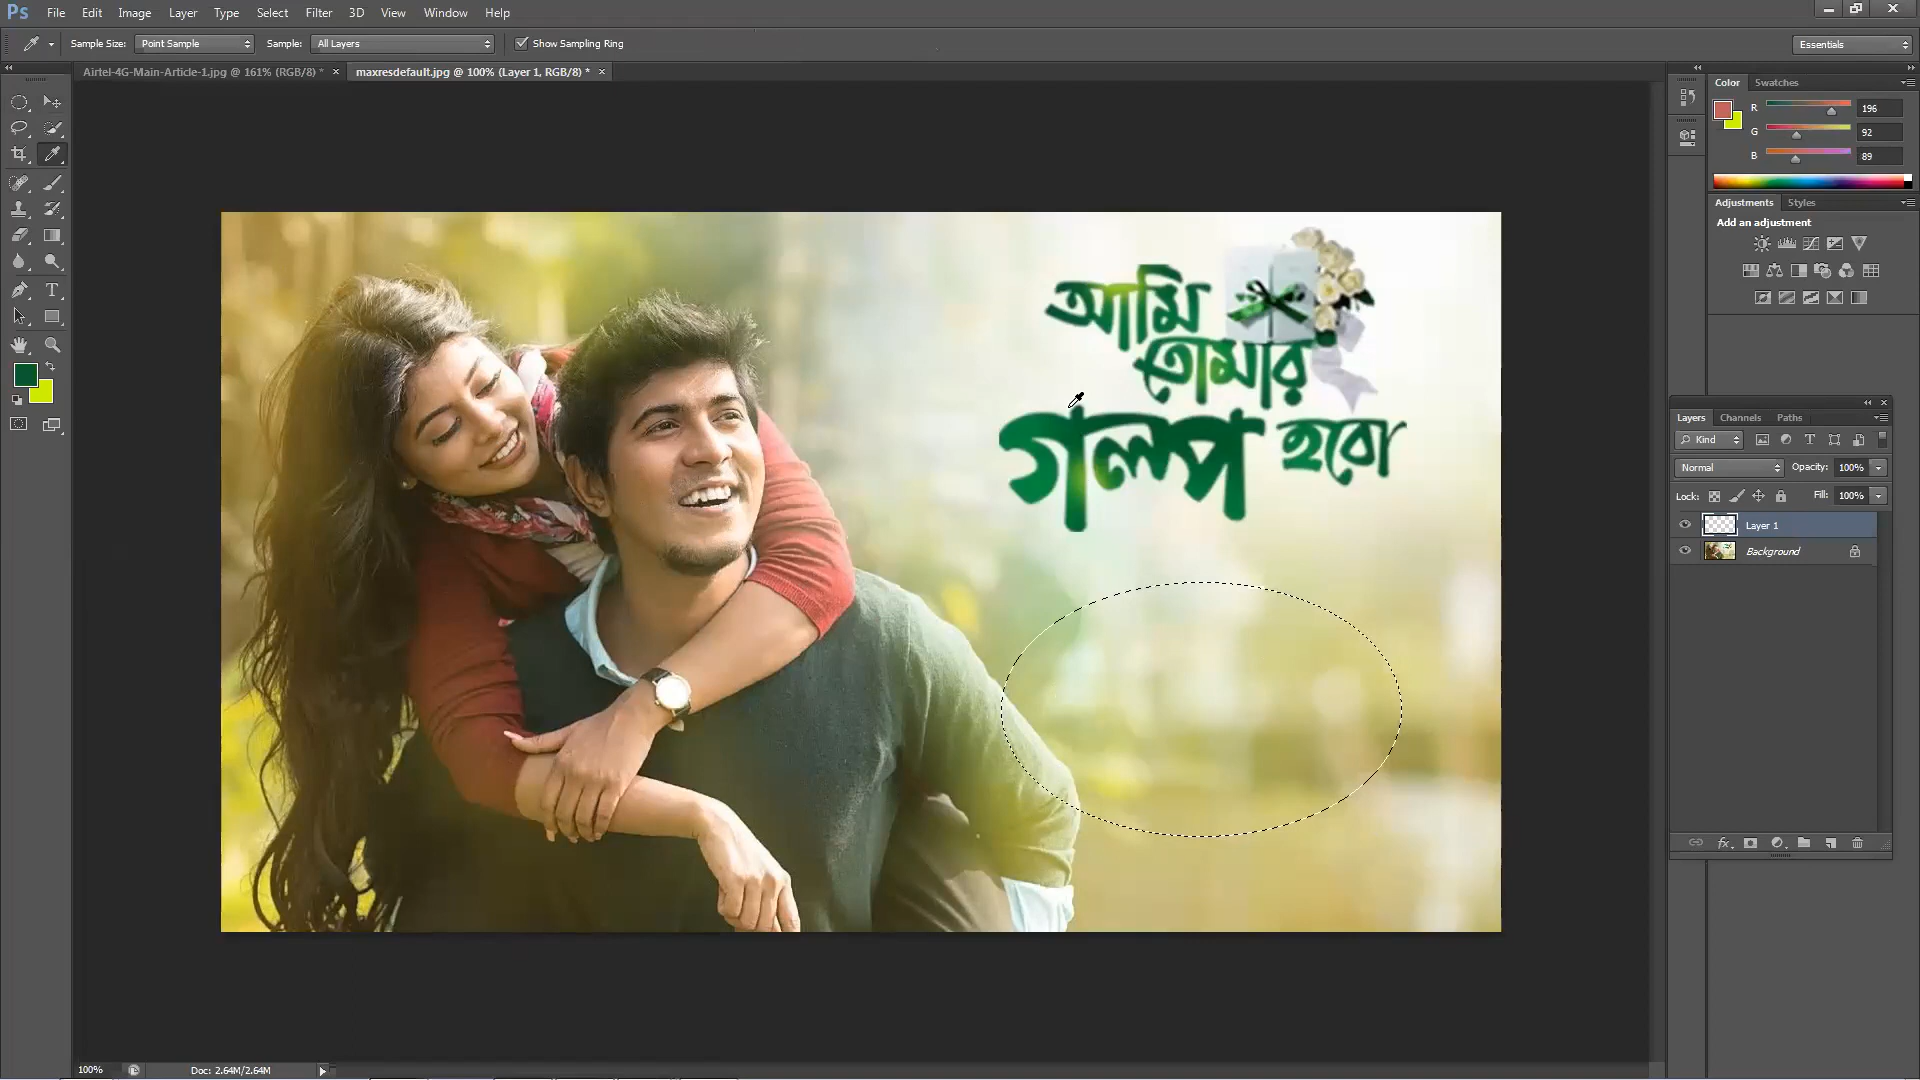 Ps File Edit Image Layer Type Select Filter 3D View Window Help
Sample Size: Point Sample Sample: All Layers Show Sampling Ring Essentials
Airtel-4G-Main-Article-1.jpg @ 161% (RGB/8) * × maxresdefault.jpg @ 100% (Layer 1, RGB/8) * ×
Color Swatches
R 196
G 92
B 89
Adjustments Styles
Add an adjustment
আমি
তোমার
গল্প হবো
Layers Channels Paths
Kind
Normal Opacity: 100%
Lock: Fill: 100%
Layer 1
Background
100% Doc: 2.64M/2.64M